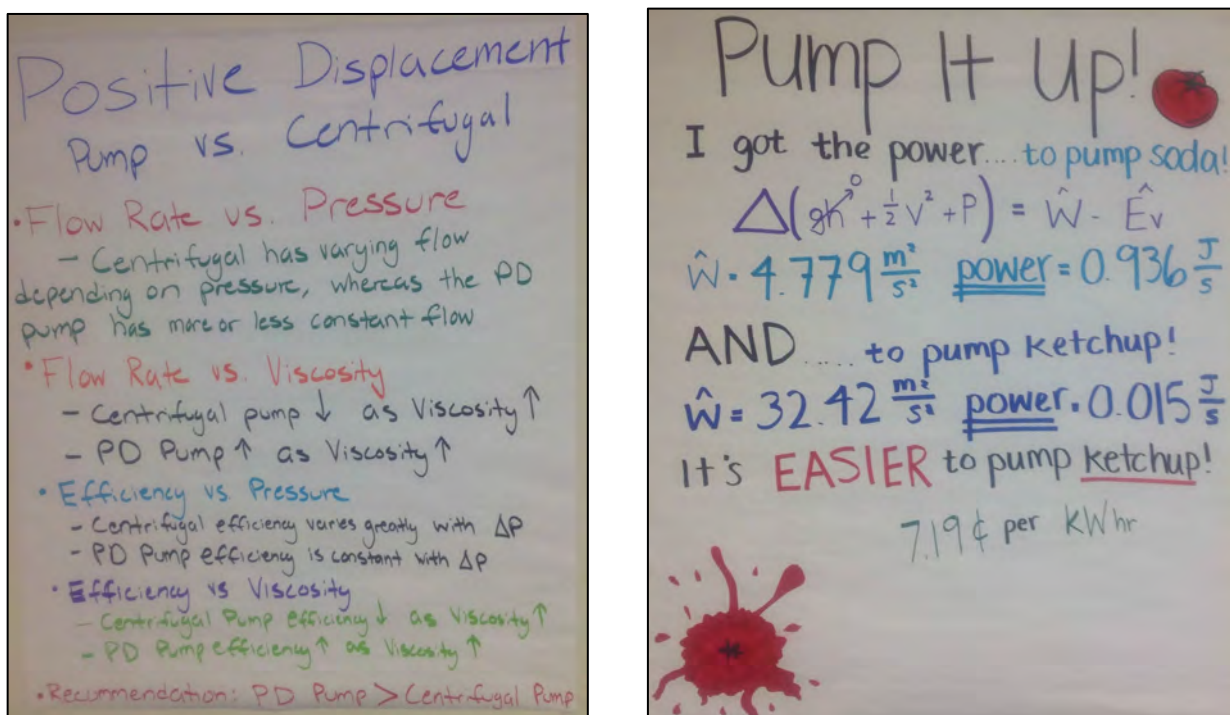 Positive Displacement
Pump vs. Centrifugal
• Flow Rate vs. Pressure
– Centrifugal has varying flow
depending on pressure, whereas the PD
pump has more or less constant flow
• Flow Rate vs. Viscosity
– Centrifugal pump ↓ as Viscosity ↑
– PD Pump ↑ as Viscosity ↑
• Efficiency vs Pressure
– Centrifugal efficiency varies greatly with ΔP
– PD Pump efficiency is constant with ΔP
• Efficiency vs Viscosity
– Centrifugal Pump efficiency ↓ as Viscosity ↑
– PD Pump efficiency ↑ as Viscosity ↑
• Recommendation: PD Pump > Centrifugal Pump
Pump It Up!
I got the power.... to pump soda!
Δ(gh↗0 + ½ v² + P) = Ŵ - Êv
Ŵ = 4.779 m²/s² power = 0.936 J/s
AND..... to pump ketchup!
Ŵ = 32.42 m²/s² power = 0.015 J/s
It's EASIER to pump ketchup!
7.19¢ per KWhr